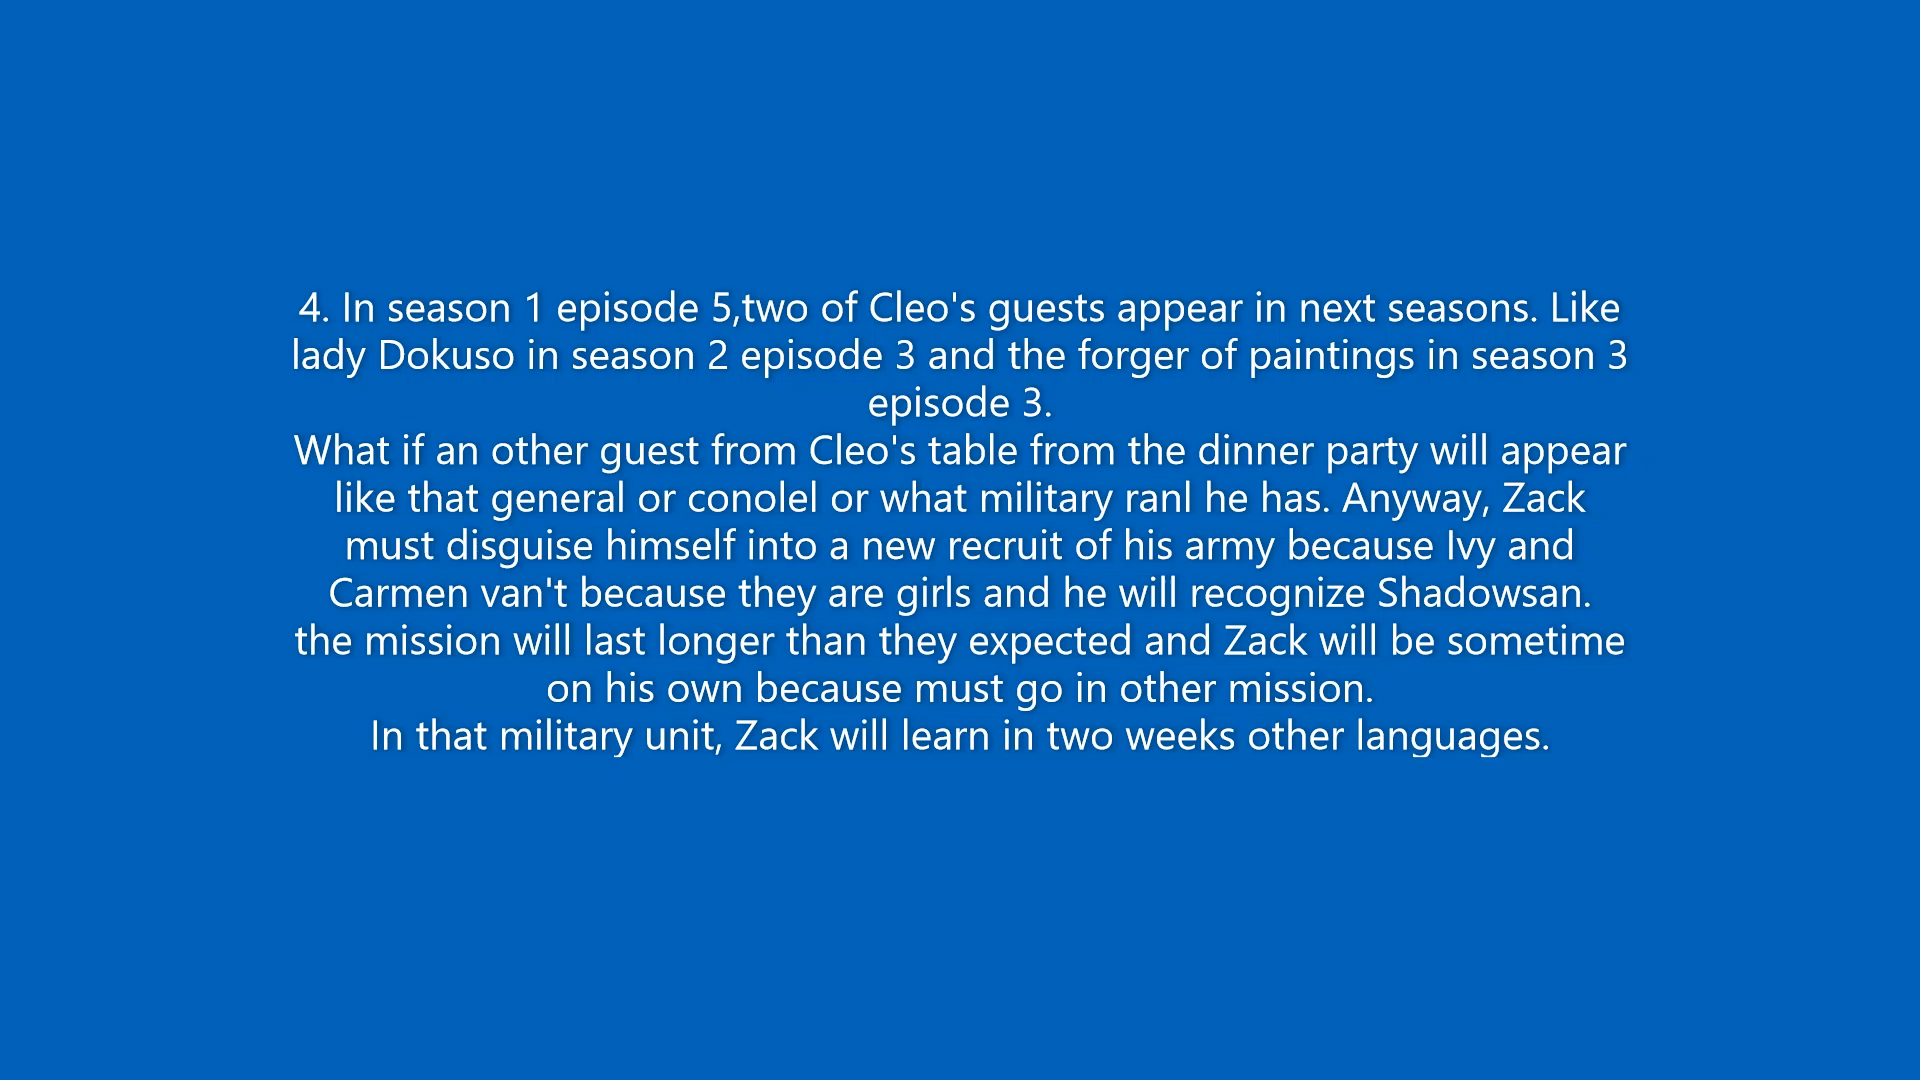 4. In season 1 episode 5,two of Cleo's guests appear in next seasons. Like
lady Dokuso in season 2 episode 3 and the forger of paintings in season 3
episode 3.
What if an other guest from Cleo's table from the dinner party will appear
like that general or conolel or what military ranl he has. Anyway, Zack
must disguise himself into a new recruit of his army because Ivy and
Carmen van't because they are girls and he will recognize Shadowsan.
the mission will last longer than they expected and Zack will be sometime
on his own because must go in other mission.
In that military unit, Zack will learn in two weeks other languages.